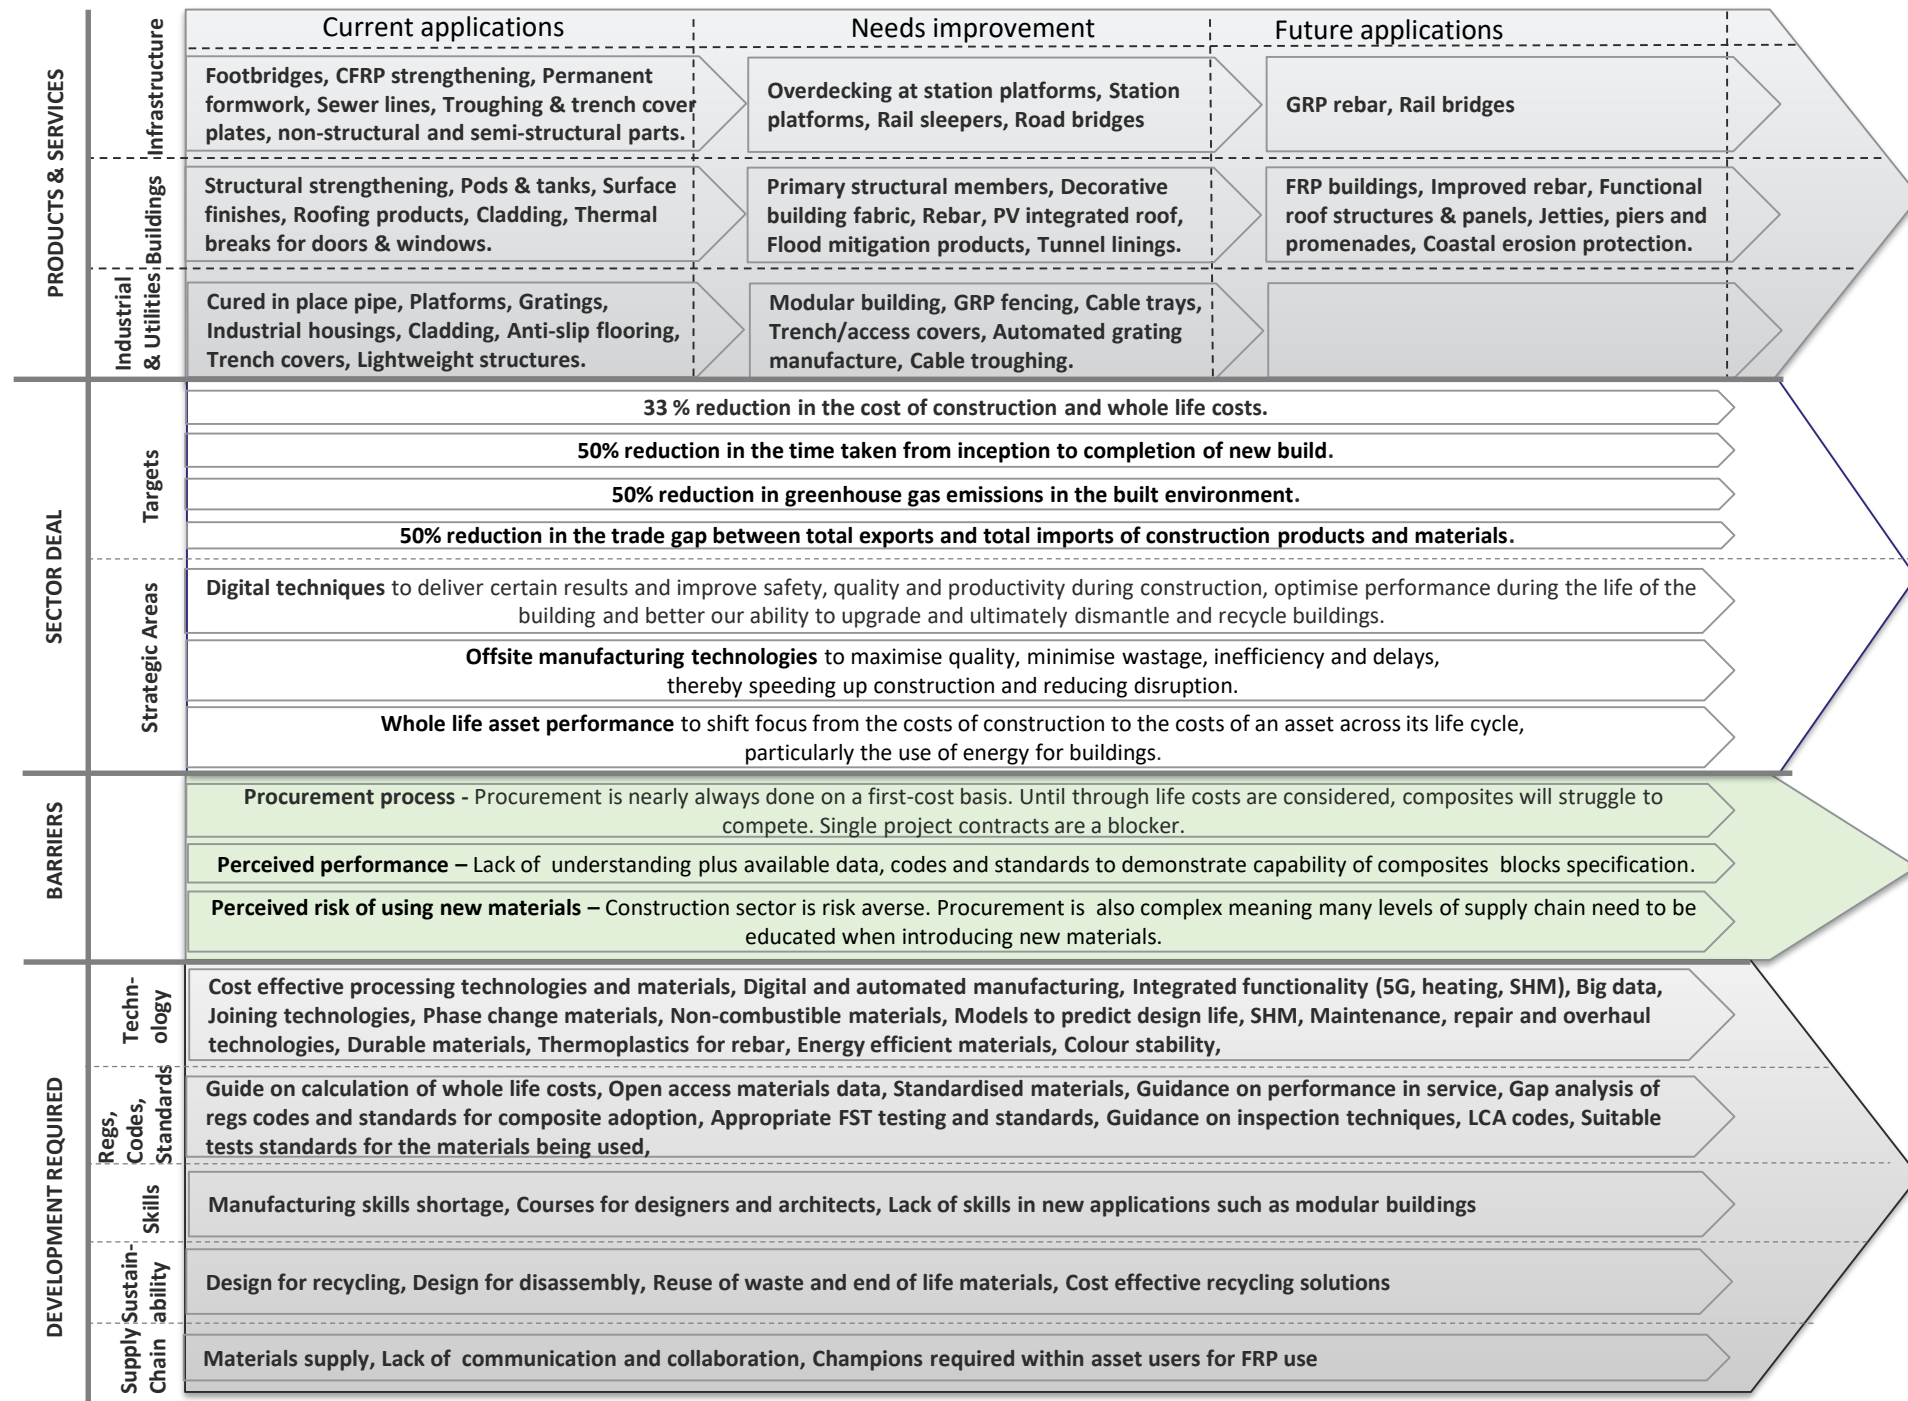 Current applications
Needs improvement
Future applications
PRODUCTS & SERVICES
Infrastructure
Footbridges, CFRP strengthening, Permanent
formwork, Sewer lines, Troughing & trench cover
plates, non-structural and semi-structural parts.
Overdecking at station platforms, Station
platforms, Rail sleepers, Road bridges
GRP rebar, Rail bridges
Buildings
Structural strengthening, Pods & tanks, Surface
finishes, Roofing products, Cladding, Thermal
breaks for doors & windows.
Primary structural members, Decorative
building fabric, Rebar, PV integrated roof,
Flood mitigation products, Tunnel linings.
FRP buildings, Improved rebar, Functional
roof structures & panels, Jetties, piers and
promenades, Coastal erosion protection.
Industrial
& Utilities
Cured in place pipe, Platforms, Gratings,
Industrial housings, Cladding, Anti-slip flooring,
Trench covers, Lightweight structures.
Modular building, GRP fencing, Cable trays,
Trench/access covers, Automated grating
manufacture, Cable troughing.
SECTOR DEAL
Targets
33 % reduction in the cost of construction and whole life costs.
50% reduction in the time taken from inception to completion of new build.
50% reduction in greenhouse gas emissions in the built environment.
50% reduction in the trade gap between total exports and total imports of construction products and materials.
Strategic Areas
Digital techniques to deliver certain results and improve safety, quality and productivity during construction, optimise performance during the life of the
building and better our ability to upgrade and ultimately dismantle and recycle buildings.
Offsite manufacturing technologies to maximise quality, minimise wastage, inefficiency and delays,
thereby speeding up construction and reducing disruption.
Whole life asset performance to shift focus from the costs of construction to the costs of an asset across its life cycle,
particularly the use of energy for buildings.
BARRIERS
Procurement process - Procurement is nearly always done on a first-cost basis. Until through life costs are considered, composites will struggle to
compete. Single project contracts are a blocker.
Perceived performance – Lack of understanding plus available data, codes and standards to demonstrate capability of composites blocks specification.
Perceived risk of using new materials – Construction sector is risk averse. Procurement is also complex meaning many levels of supply chain need to be
educated when introducing new materials.
DEVELOPMENT REQUIRED
Techn-
ology
Cost effective processing technologies and materials, Digital and automated manufacturing, Integrated functionality (5G, heating, SHM), Big data,
Joining technologies, Phase change materials, Non-combustible materials, Models to predict design life, SHM, Maintenance, repair and overhaul
technologies, Durable materials, Thermoplastics for rebar, Energy efficient materials, Colour stability,
Regs,
Codes,
Standards
Guide on calculation of whole life costs, Open access materials data, Standardised materials, Guidance on performance in service, Gap analysis of
regs codes and standards for composite adoption, Appropriate FST testing and standards, Guidance on inspection techniques, LCA codes, Suitable
tests standards for the materials being used,
Skills
Manufacturing skills shortage, Courses for designers and architects, Lack of skills in new applications such as modular buildings
Sustain-
ability
Design for recycling, Design for disassembly, Reuse of waste and end of life materials, Cost effective recycling solutions
Supply
Chain
Materials supply, Lack of communication and collaboration, Champions required within asset users for FRP use